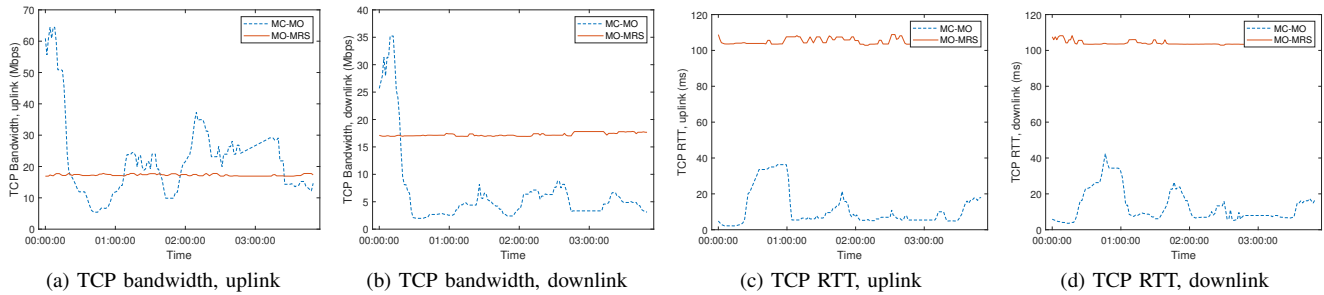 TCP Bandwidth, uplink (Mbps)
70
60
50
40
30
20
10
0
MC-MO
MO-MRS
00:00:00 01:00:00 02:00:00 03:00:00
Time
(a) TCP bandwidth, uplink
TCP Bandwidth, downlink (Mbps)
40
35
30
25
20
15
10
5
0
MC-MO
MO-MRS
00:00:00 01:00:00 02:00:00 03:00:00
Time
(b) TCP bandwidth, downlink
TCP RTT, uplink (ms)
120
100
80
60
40
20
0
MC-MO
MO-MRS
00:00:00 01:00:00 02:00:00 03:00:00
Time
(c) TCP RTT, uplink
TCP RTT, downlink (ms)
120
100
80
60
40
20
0
MC-MO
MO-MRS
00:00:00 01:00:00 02:00:00 03:00:00
Time
(d) TCP RTT, downlink